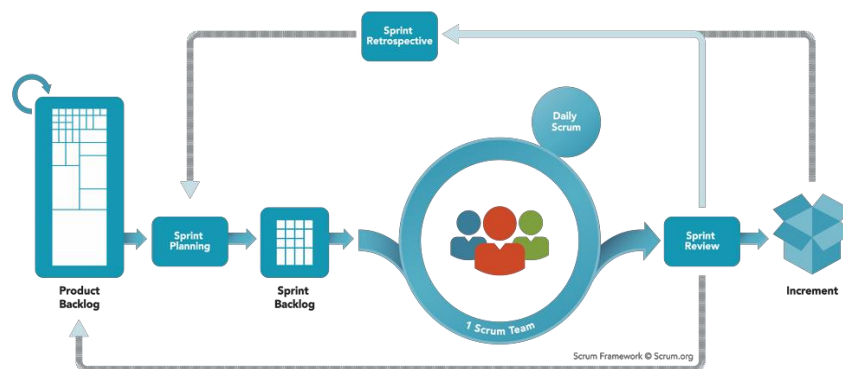 Sprint
Retrospective
Daily
Scrum
Sprint
Planning
Sprint
Review
Product
Backlog
Sprint
Backlog
1 Scrum Team
Increment
Scrum Framework © Scrum.org